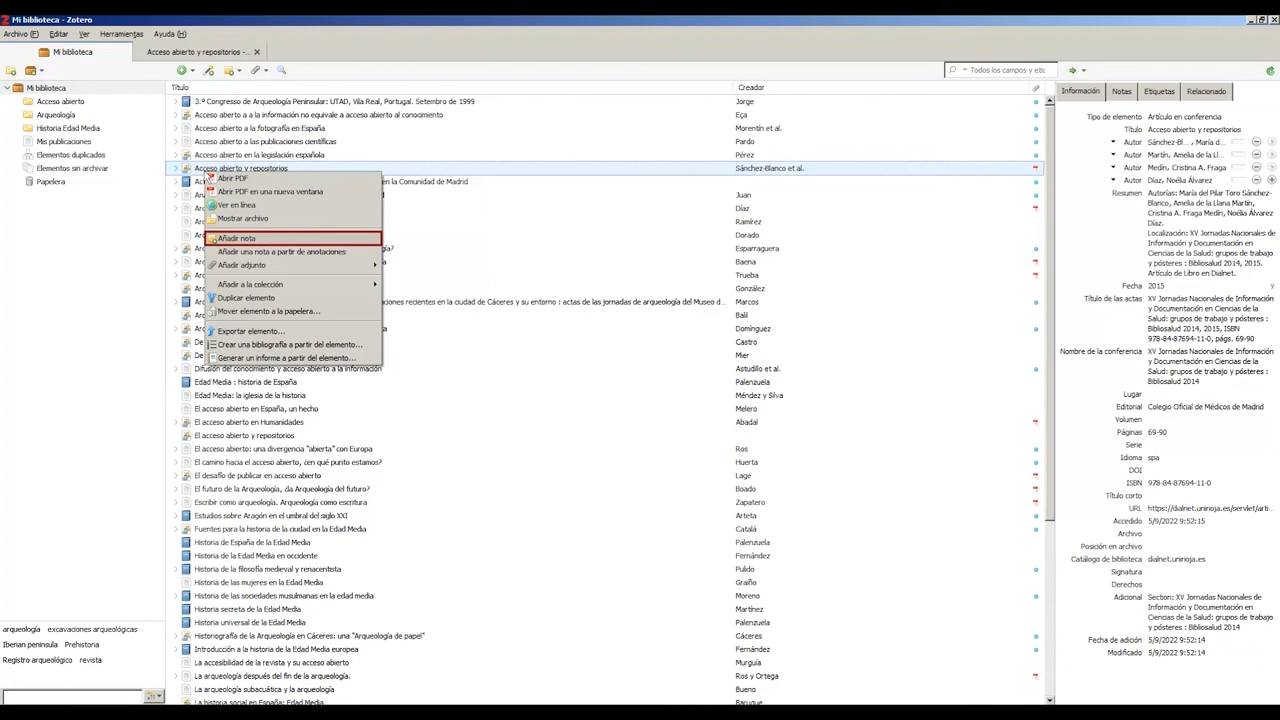 Mi biblioteca - Zotero
Archivo (F) Editar Ver Herramientas Ayuda (H)
Mi biblioteca
Acceso abierto y repositorios -...
Todos los campos y etic
Mi biblioteca
Acceso abierto
Arqueología
Historia Edad Media
Mis publicaciones
Elementos duplicados
Elementos sin archivar
Papelera
arqueología excavaciones arqueológicas
Iberian peninsula Prehistoria
Registro arqueológico revista
Título Creador
3.º Congreso de Arqueología Peninsular: UTAD, Vila Real, Portugal. Setembro de 1999 Jorge
Acceso aberto a a la información no equivale a acceso abierto al conocimiento Eça
Acceso abierto a la fotografía en España Morentín et al.
Acceso abierto a las publicaciones científicas Pardo
Acceso abierto en la legislación española Pérez
Acceso abierto y repositorios Sánchez-Blanco et al.
en la Comunidad de Madrid
Juan
Díaz
Ramírez
Dorado
Esparraguera
Baena
Trueba
González
aciones recientes en la ciudad de Cáceres y su entorno : actas de las jornadas de arqueología del Museo d... Marcos
Balil
Domínguez
Castro
Mier
Difusión del conocimiento y acceso abierto a la información Astudillo et al.
Edad Media : historia de España Palenzuela
Edad Media: la iglesia de la historia Méndez y Silva
El acceso abierto en España, un hecho Melero
El acceso abierto en Humanidades Abadal
El acceso abierto y repositorios
El acceso abierto: una divergencia "abierta" con Europa Ros
El camino hacia el acceso abierto, ¿en qué punto estamos? Huerta
El desafío de publicar en acceso abierto Lage
El futuro de la Arqueología, ¿la Arqueología del futuro? Boado
Escribir como arqueología. Arqueología como escritura Zapatero
Estudios sobre Aragón en el umbral del siglo XXI Arteta
Fuentes para la historia de la ciudad en la Edad Media Catalá
Historia de España de la Edad Media Palenzuela
Historia de la Edad Media en occidente Fernández
Historia de la filosofía medieval y renacentista Pulido
Historia de las mujeres en la Edad Media Graiño
Historia de las sociedades musulmanas en la edad media Moreno
Historia secreta de la Edad Media Martínez
Historia universal de la Edad Media Palenzuela
Historiografía de la Arqueología en Cáceres: una "Arqueología de papel" Cáceres
Introducción a la historia de la Edad Media europea Fernández
La accesibilidad de la revista y su acceso abierto Murguía
La arqueología después del fin de la arqueología. Ros y Ortega
La arqueología subacuática y la arqueología Bueno
La historia social en España: Edad Media Baruque
Abrir PDF
Abrir PDF en una nueva ventana
Ver en línea
Mostrar archivo
Añadir nota
Añadir una nota a partir de anotaciones
Añadir adjunto
Añadir a la colección
Duplicar elemento
Mover elemento a la papelera...
Exportar elemento...
Crear una bibliografía a partir del elemento...
Generar un informe a partir del elemento...
Información Notas Etiquetas Relacionado
Tipo de elemento Artículo en conferencia
Título Acceso abierto y repositorios
Autor Sánchez-Bl... , María d...
Autor Martín, Amelia de la Ll...
Autor Medín, Cristina A. Fraga
Autor Díaz, Noëlia Álvarez
Resumen Autorías: María del Pilar Toro Sánchez-
Blanco, Amelia de la Llana Martín,
Cristina A. Fraga Medín, Noëlia Álvarez
Díaz.
Localización: XV Jornadas Nacionales de
Información y Documentación en
Ciencias de la Salud: grupos de trabajo y
pósteres : Bibliosalud 2014, 2015.
Artículo de Libro en Dialnet.
Fecha 2015 y
Título de las actas XV Jornadas Nacionales de Información
y Documentación en Ciencias de la
Salud: grupos de trabajo y pósteres :
Bibliosalud 2014, 2015, ISBN
978-84-87694-11-0, págs. 69-90
Nombre de la conferencia XV Jornadas Nacionales de Información
y Documentación en Ciencias de la
Salud: grupos de trabajo y pósteres :
Bibliosalud 2014
Lugar
Editorial Colegio Oficial de Médicos de Madrid
Volumen
Páginas 69-90
Serie
Idioma spa
DOI
ISBN 978-84-87694-11-0
Título corto
URL https://dialnet.unirioja.es/servlet/arti...
Accedido 5/9/2022 9:52:15
Archivo
Posición en archivo
Catálogo de biblioteca dialnet.unirioja.es
Signatura
Derechos
Adicional Section: XV Jornadas Nacionales de
Información y Documentación en
Ciencias de la Salud: grupos de trabajo
y pósteres : Bibliosalud 2014
Fecha de adición 5/9/2022 9:52:14
Modificado 5/9/2022 9:52:14